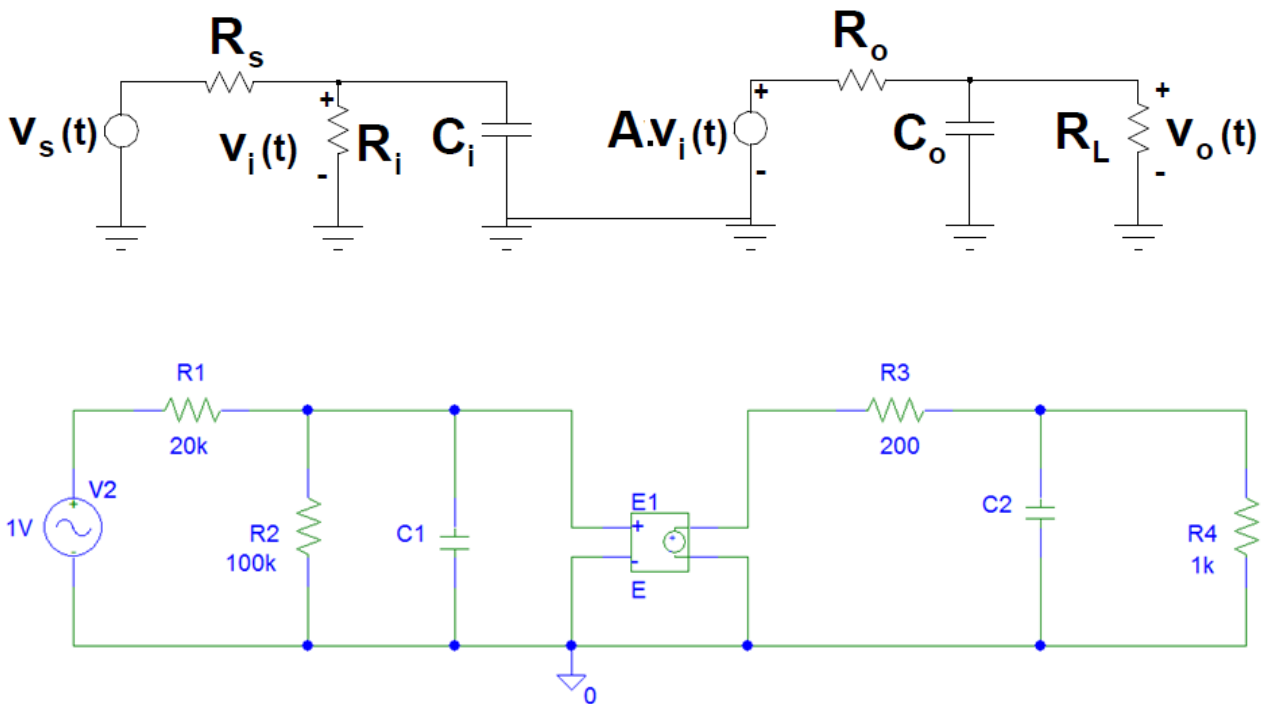 Rs
Ro
vs(t)
+
vi(t)
-
Ri
Ci
A.vi(t)
+
-
Co
RL
+
vo(t)
-
R1
20k
R3
200
V2
1V
+
-
R2
100k
C1
E1
+
-
E
+
C2
R4
1k
0